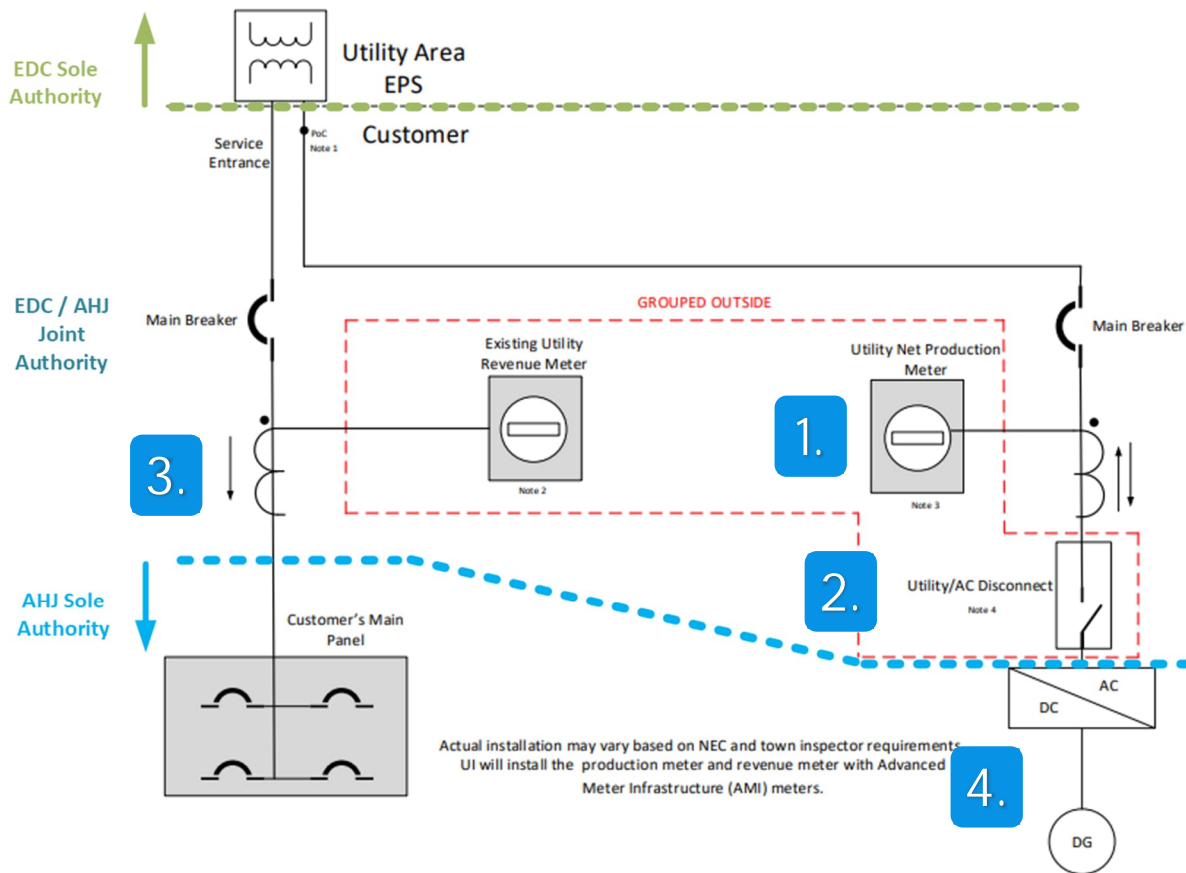 EDC Sole
Authority
Utility Area
EPS
Customer
PoC
Note 1
Service
Entrance
EDC / AHJ
Joint
Authority
Main Breaker
GROUPED OUTSIDE
Main Breaker
Existing Utility
Revenue Meter
Note 2
Utility Net Production
Meter
Note 3
1.
3.
2.
Utility/AC Disconnect
Note 4
AHJ Sole
Authority
Customer's Main
Panel
AC
DC
Actual installation may vary based on NEC and town inspector requirements
UI will install the production meter and revenue meter with Advanced
Meter Infrastructure (AMI) meters.
4.
DG